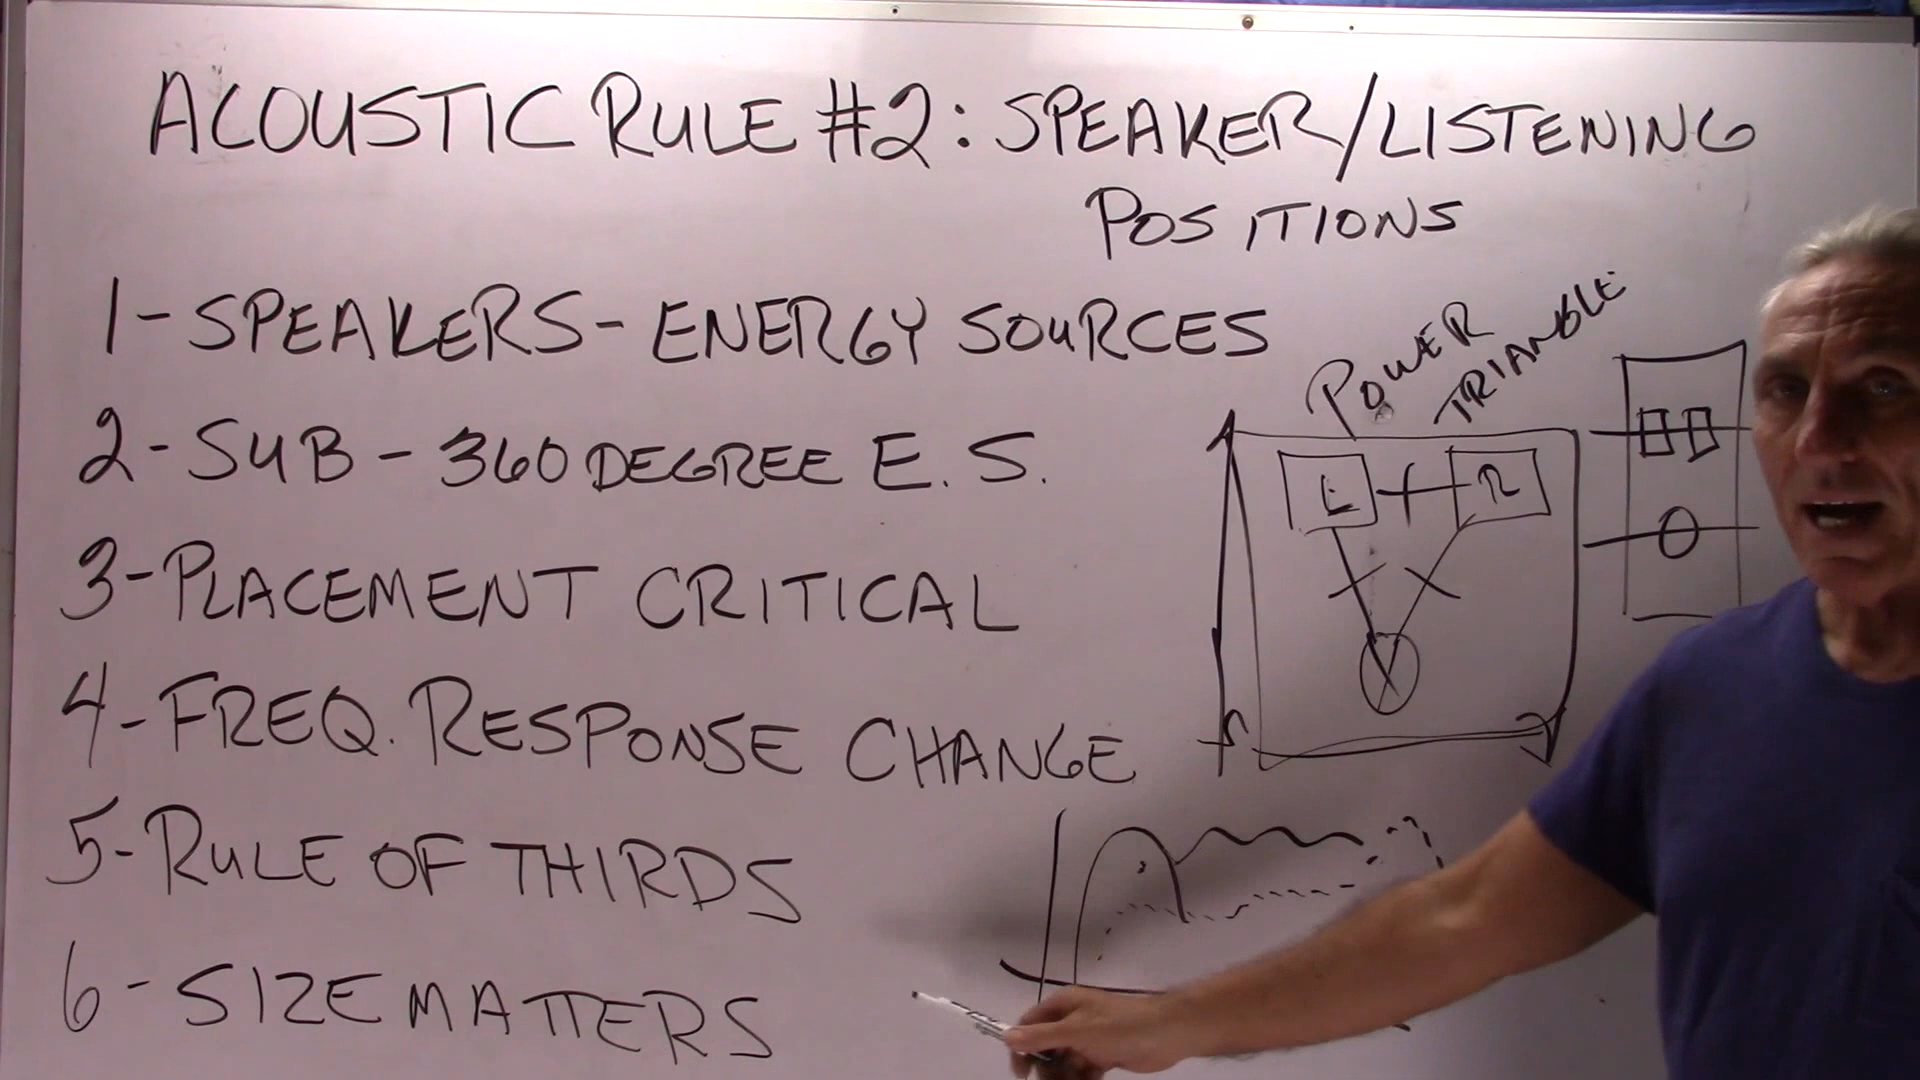 ACOUSTIC RULE #2: SPEAKER/LISTENING
POSITIONS
1-SPEAKERS-ENERGY SOURCES
2-SUB-360 DEGREE E.S.
3-PLACEMENT CRITICAL
4-FREQ. RESPONSE CHANGE
5-RULE OF THIRDS
6-SIZE MATTERS
POWER
TRIANGLE
L
R